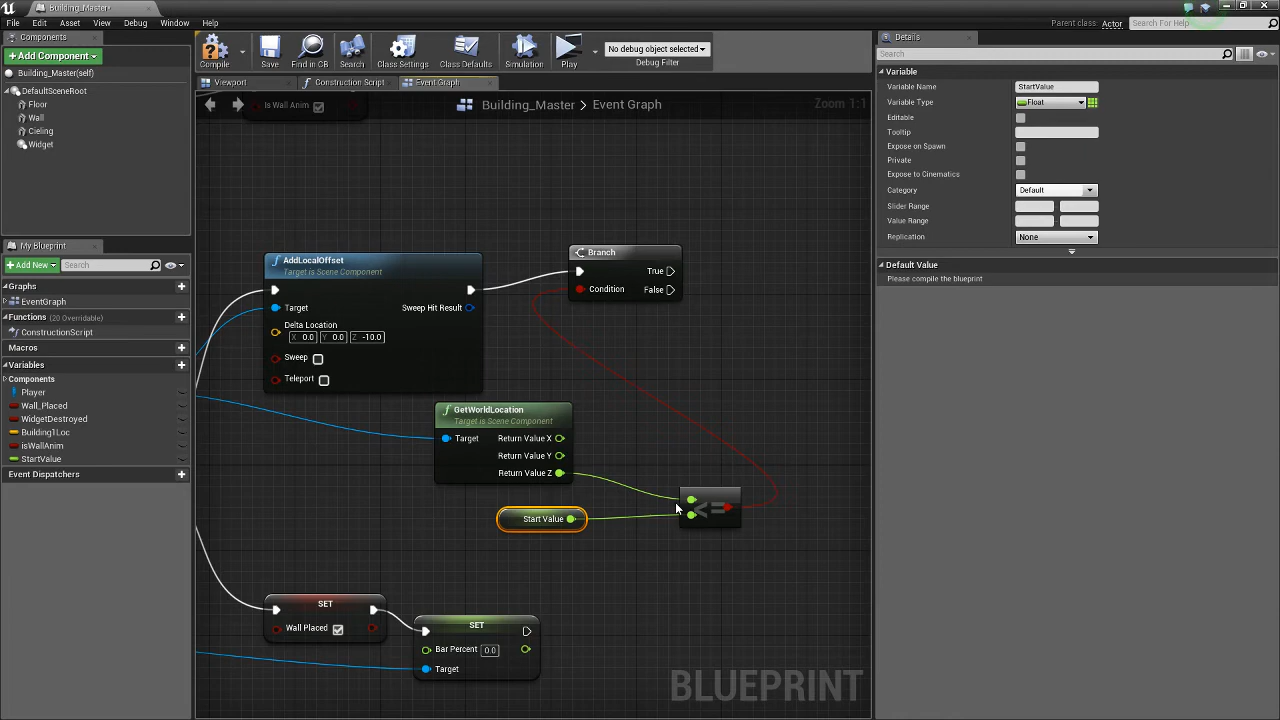 Building_Master*
File Edit Asset View Debug Window Help
Parent class: Actor
Search For Help
Components
Add Component
Building_Master(self)
DefaultSceneRoot
Floor
Wall
Cieling
Widget
My Blueprint
Add New
Search
Graphs
EventGraph
Functions (20 Overridable)
ConstructionScript
Macros
Variables
Components
Player
Wall_Placed
WidgetDestroyed
Building1Loc
isWallAnim
StartValue
Event Dispatchers
Compile
Save
Find in CB
Search
Class Settings
Class Defaults
Simulation
Play
No debug object selected
Debug Filter
Viewport
Construction Script
Event Graph
Is Wall Anim
Building_Master > Event Graph
Zoom 1:1
AddLocalOffset
Target is Scene Component
Target
Sweep Hit Result
Delta Location
X 0.0 Y 0.0 Z -10.0
Sweep
Teleport
Branch
True
Condition
False
GetWorldLocation
Target is Scene Component
Target
Return Value X
Return Value Y
Return Value Z
Start Value
<=
SET
Wall Placed
SET
Bar Percent 0.0
Target
BLUEPRINT
Details
Search
Variable
Variable Name StartValue
Variable Type Float
Editable
Tooltip
Expose on Spawn
Private
Expose to Cinematics
Category Default
Slider Range
Value Range
Replication None
Default Value
Please compile the blueprint